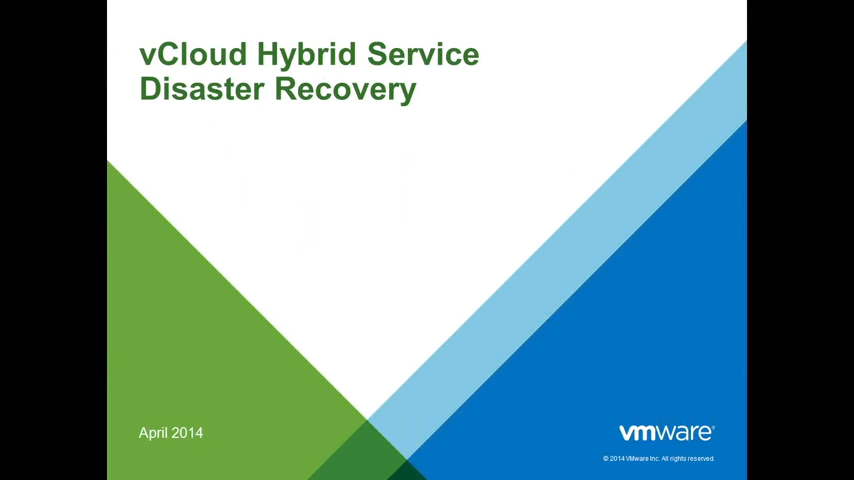 vCloud Hybrid Service
Disaster Recovery
April 2014
vmware®
© 2014 VMware Inc. All rights reserved.